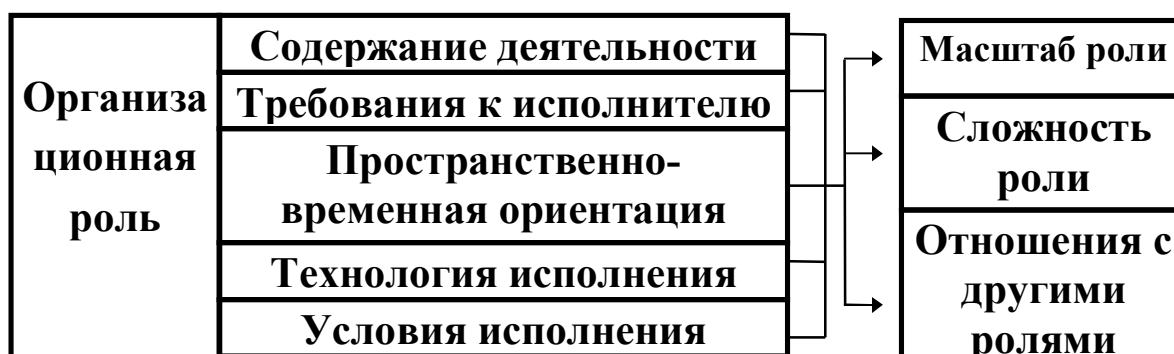 Организа
ционная
роль
Содержание деятельности
Требования к исполнителю
Пространственно-
временная ориентация
Технология исполнения
Условия исполнения
Масштаб роли
Сложность
роли
Отношения с
другими
ролями